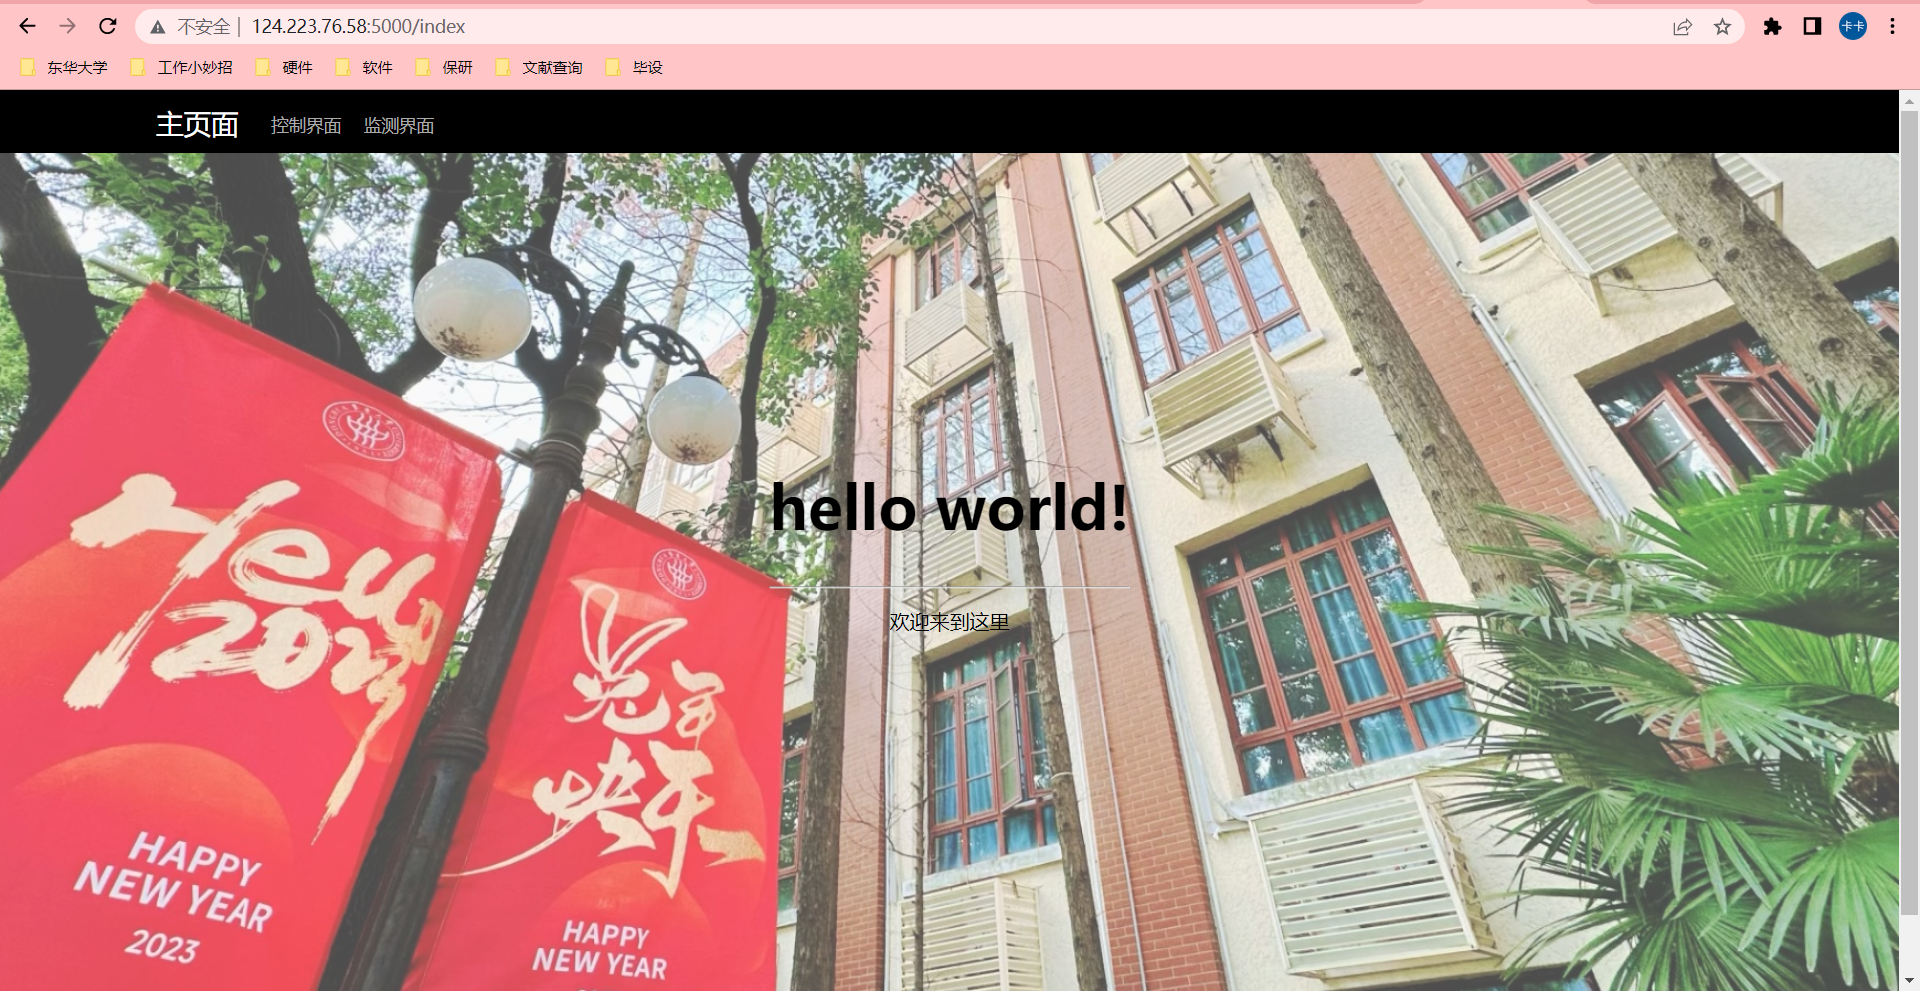 不安全 | 124.223.76.58:5000/index
卡卡
东华大学 工作小妙招 硬件 软件 保研 文献查询 毕设
主页面 控制界面 监测界面
hello world!
欢迎来到这里
Hello
2023
HAPPY
NEW YEAR
2023
兔年
快乐
HAPPY
NEW YEAR